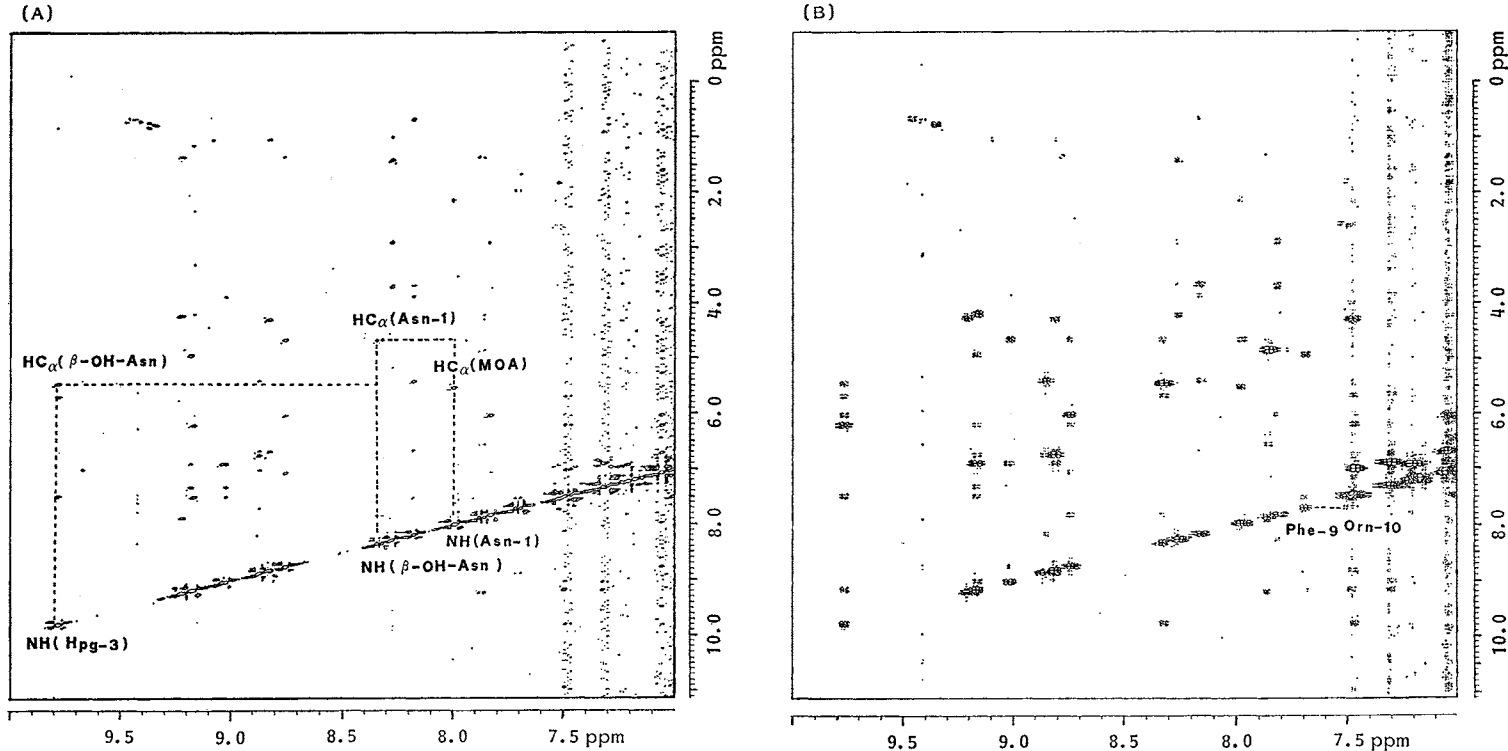 (A)
(B)
0 ppm
2.0
4.0
6.0
8.0
10.0
HCα(Asn-1)
HCα(β-OH-Asn)
HCα(MOA)
NH(Asn-1)
NH(β-OH-Asn)
NH(Hpg-3)
9.5
9.0
8.5
8.0
7.5 ppm
0 ppm
2.0
4.0
6.0
8.0
10.0
Phe-9 Orn-10
9.5
9.0
8.5
8.0
7.5 ppm